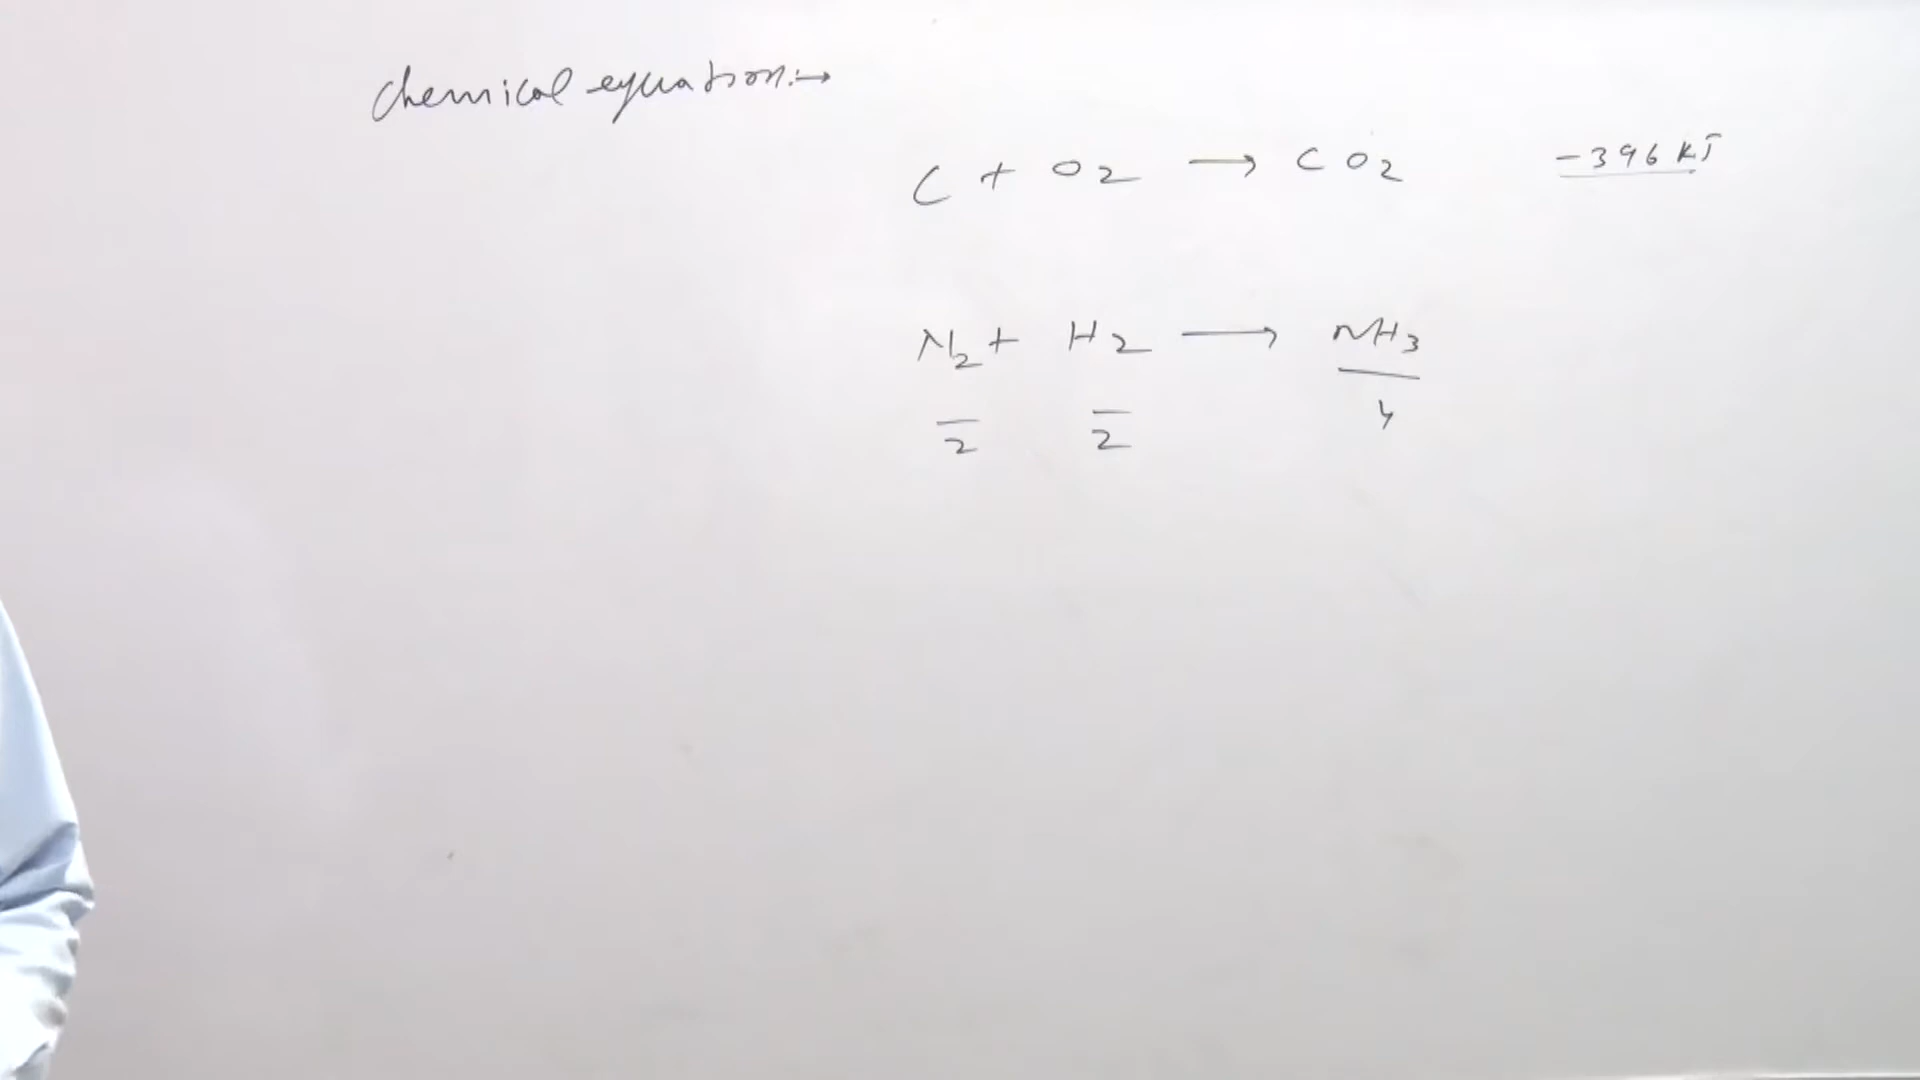 chemical equation:→
C + O2 → CO2 -396 KJ
N2 + H2 → NH3
2 2 4